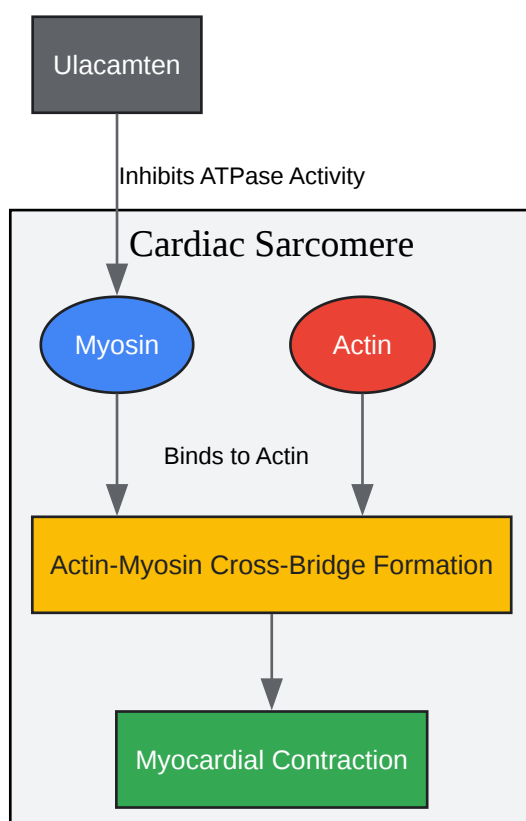 Ulacamten
Inhibits ATPase Activity
Cardiac Sarcomere
Myosin
Actin
Binds to Actin
Actin-Myosin Cross-Bridge Formation
Myocardial Contraction